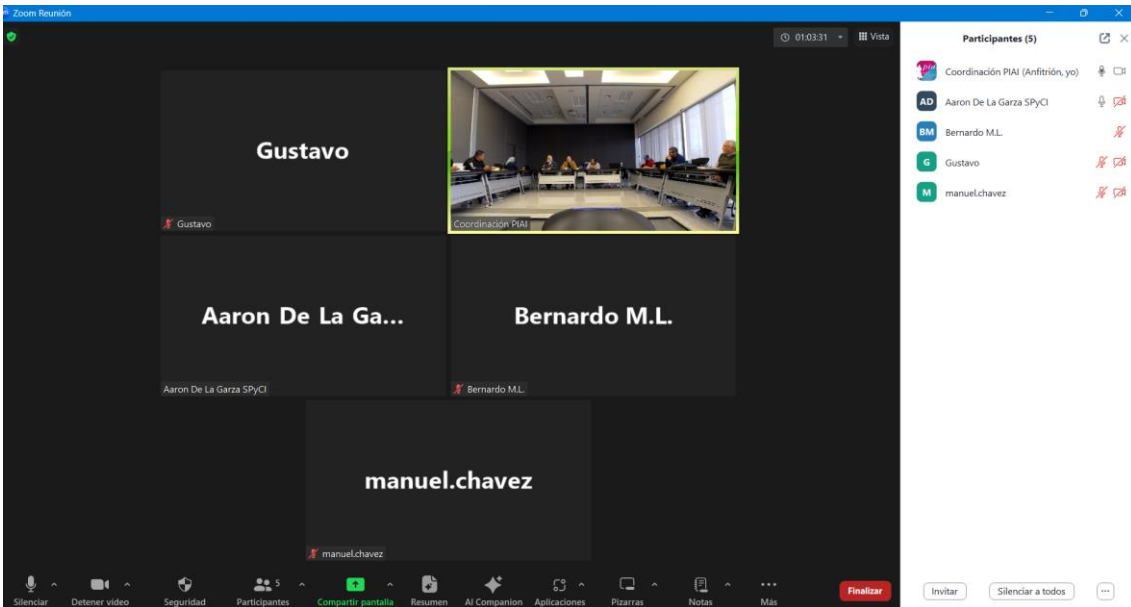 Zoom Reunión
01:03:31
Vista
Gustavo
Gustavo
Coordinación PIAI
Aaron De La Ga...
Aaron De La Garza SPyCI
Bernardo M.L.
Bernardo M.L.
manuel.chavez
manuel.chavez
Silenciar
Detener video
Seguridad
5
Participantes
Compartir pantalla
Resumen
AI Companion
Aplicaciones
Pizarras
Notas
Más
Finalizar
Participantes (5)
Coordinación PIAI (Anfitrión, yo)
AD
Aaron De La Garza SPyCI
BM
Bernardo M.L.
G
Gustavo
M
manuel.chavez
Invitar
Silenciar a todos